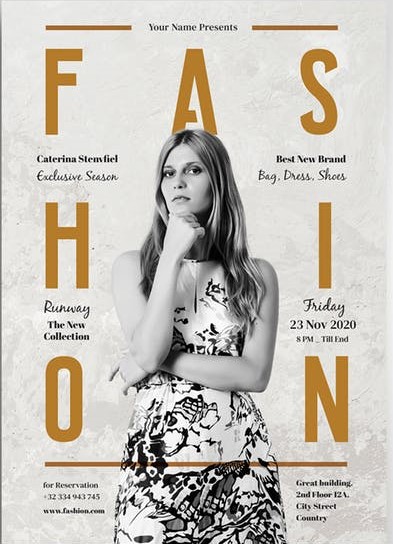 Your Name Presents
F A S
Caterina Stenvfiel
Exclusive Season
Best New Brand
Bag, Dress, Shoes
H I
Runway
The New
Collection
Friday
23 Nov 2020
8 PM _ Till End
O N
for Reservation
+32 334 943 745
www.fashion.com
Great building.
2nd Floor 12A.
City Street
Country